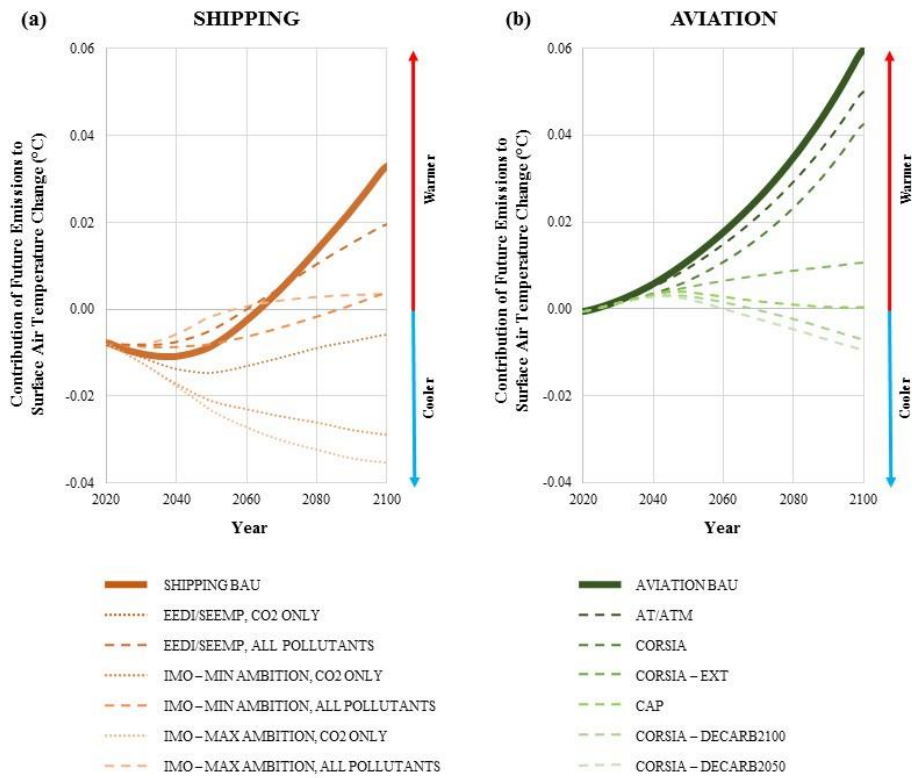 (a)
SHIPPING
Contribution of Future Emissions to
Surface Air Temperature Change (°C)
0.06
0.04
0.02
0.00
-0.02
-0.04
2020
2040
2060
2080
2100
Year
Warmer
Cooler
(b)
AVIATION
Contribution of Future Emissions to
Surface Air Temperature Change (°C)
0.06
0.04
0.02
0.00
-0.02
-0.04
2020
2040
2060
2080
2100
Year
Warmer
Cooler
SHIPPING BAU
EEDI/SEEMP, CO2 ONLY
EEDI/SEEMP, ALL POLLUTANTS
IMO – MIN AMBITION, CO2 ONLY
IMO – MIN AMBITION, ALL POLLUTANTS
IMO – MAX AMBITION, CO2 ONLY
IMO – MAX AMBITION, ALL POLLUTANTS
AVIATION BAU
AT/ATM
CORSIA
CORSIA – EXT
CAP
CORSIA – DECARB2100
CORSIA – DECARB2050